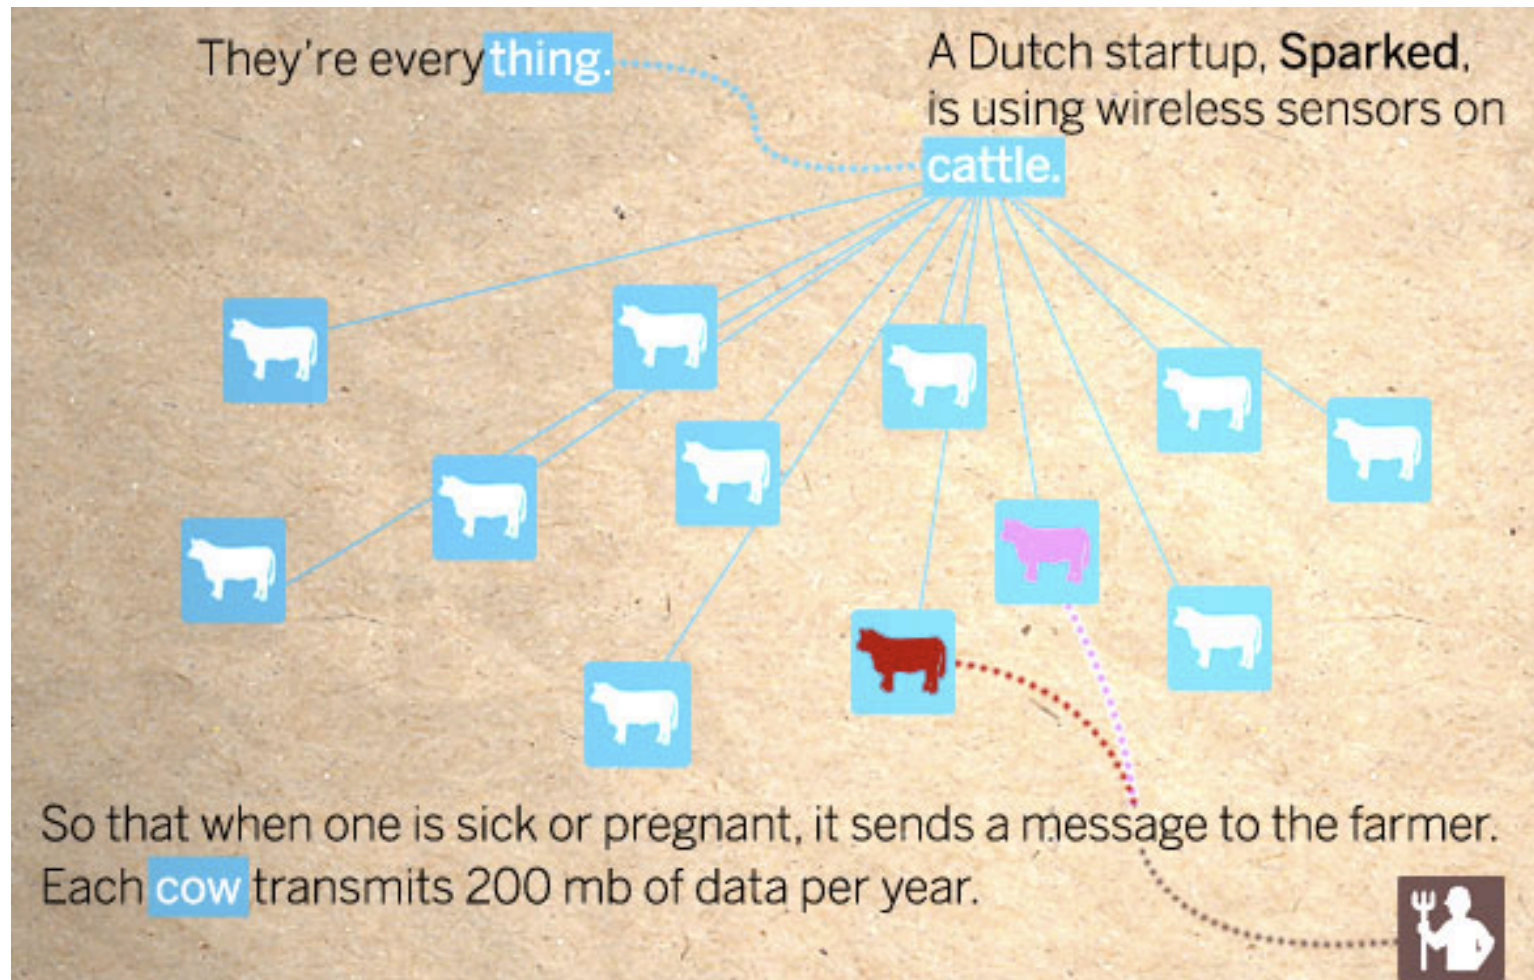 They're everything.
A Dutch startup, Sparked,
is using wireless sensors on
cattle.
So that when one is sick or pregnant, it sends a message to the farmer.
Each cow transmits 200 mb of data per year.